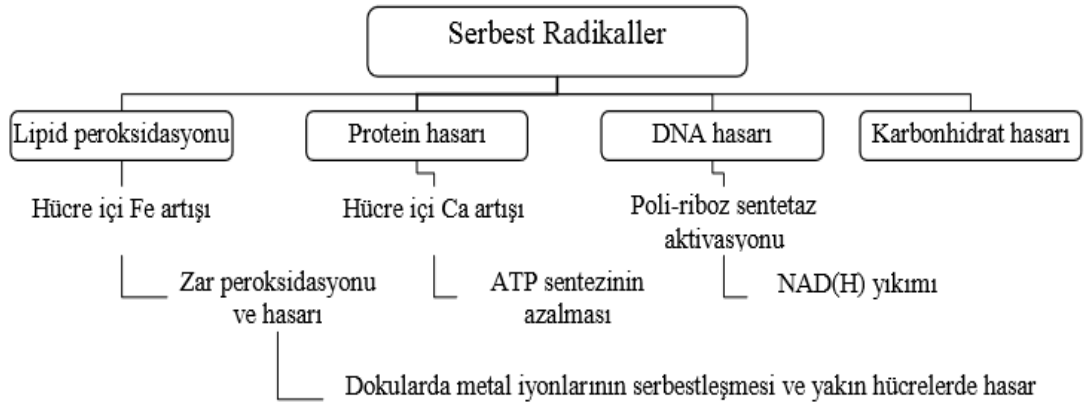 Serbest Radikaller
Lipid peroksidasyonu
Protein hasarı
DNA hasarı
Karbonhidrat hasarı
Hücre içi Fe artışı
Hücre içi Ca artışı
Poli-riboz sentetaz
aktivasyonu
Zar peroksidasyonu
ve hasarı
ATP sentezinin
azalması
NAD(H) yıkımı
Dokularda metal iyonlarının serbestleşmesi ve yakın hücrelerde hasar